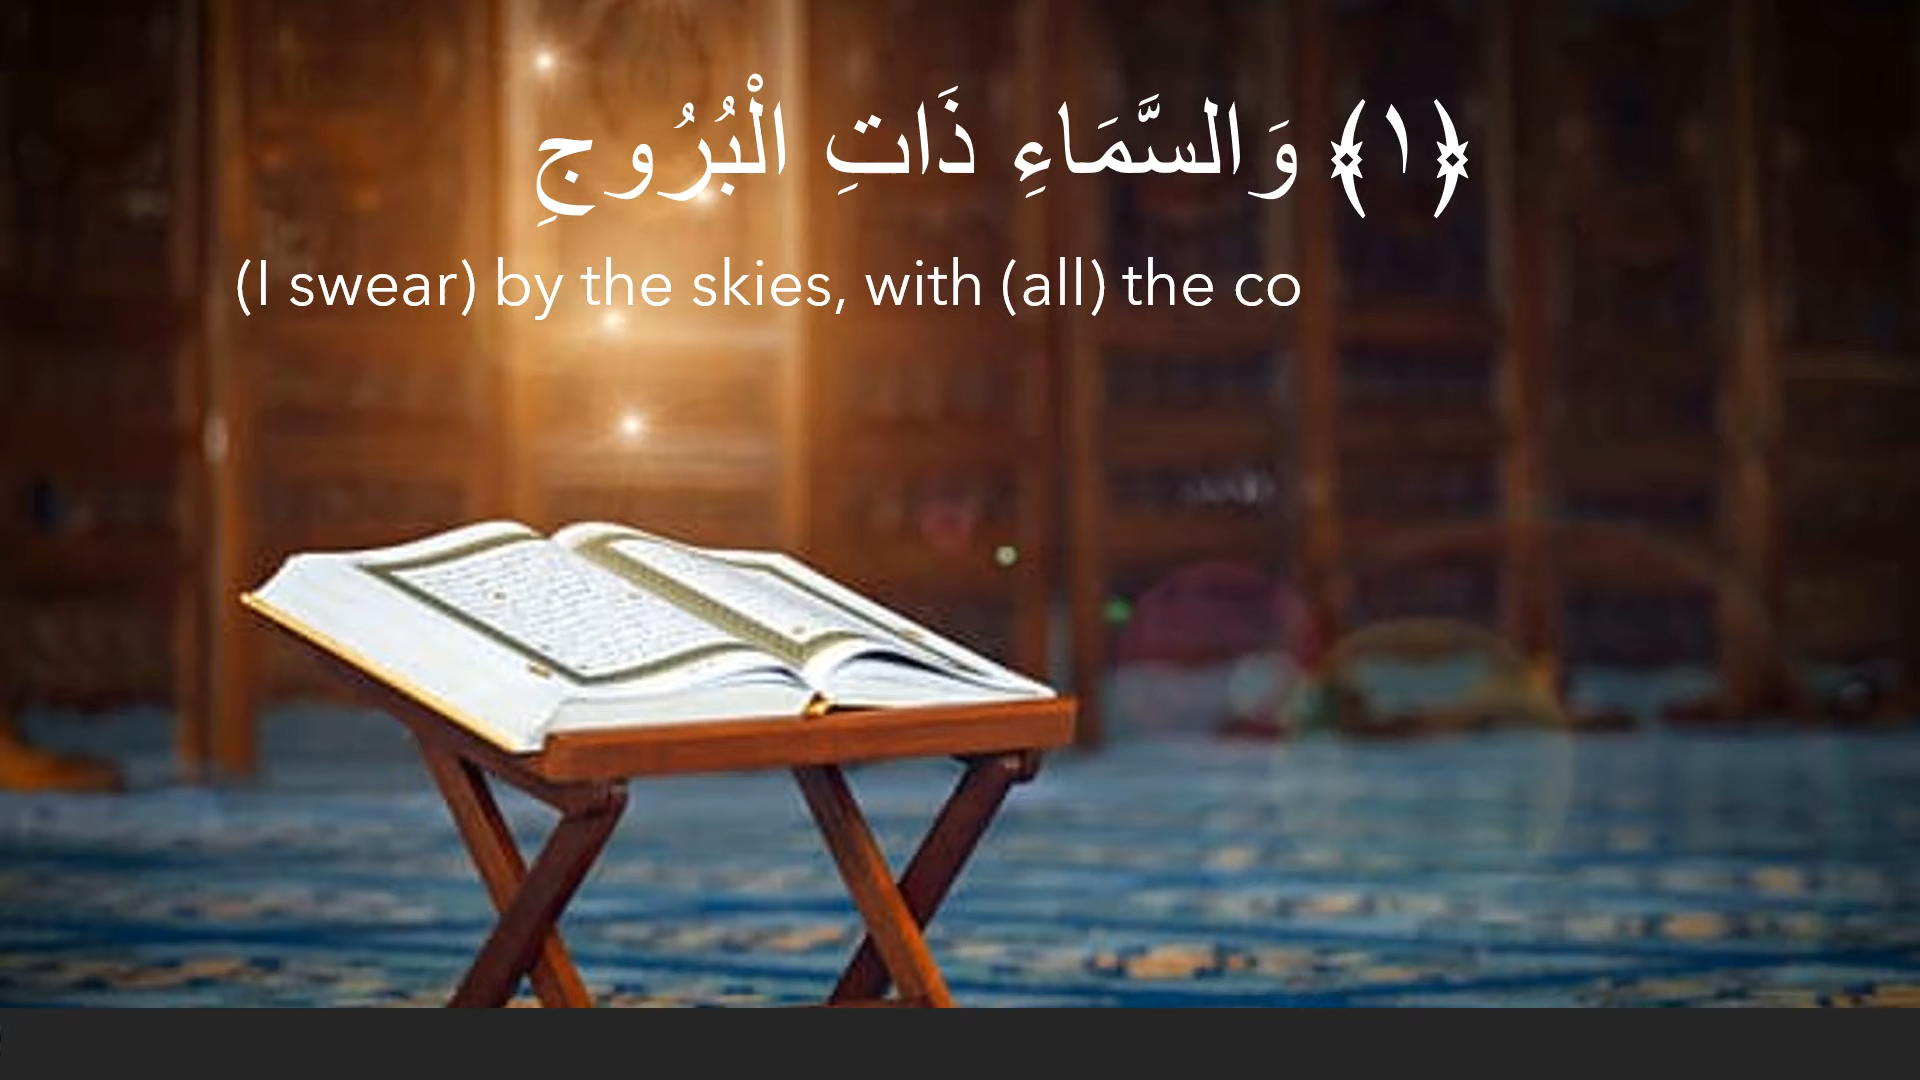 ﴿١﴾ وَالسَّمَاءِ ذَاتِ الْبُرُوجِ
(I swear) by the skies, with (all) the co